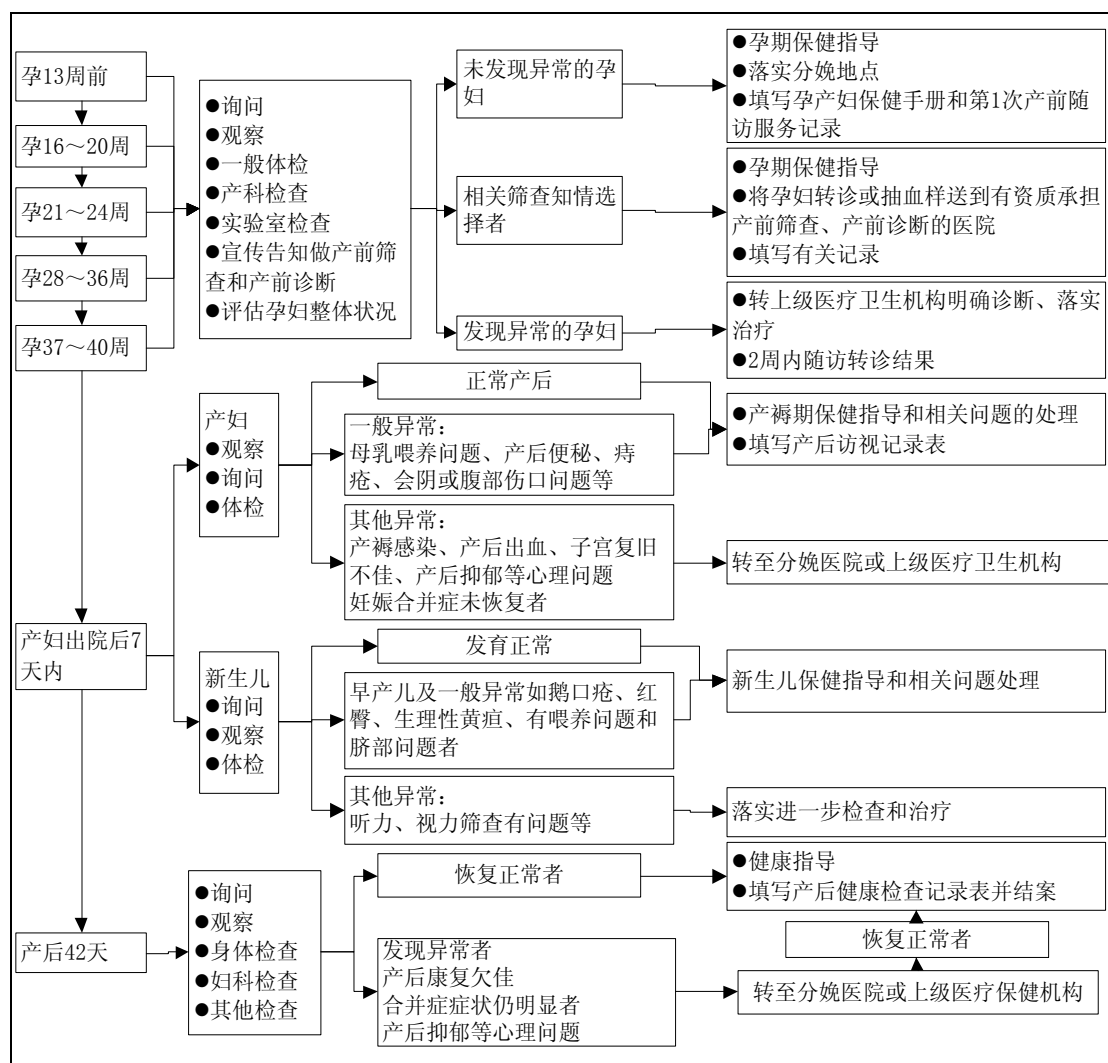 孕13周前
孕16～20周
孕21～24周
孕28～36周
孕37～40周
●询问
●观察
●一般体检
●产科检查
●实验室检查
●宣传告知做产前筛
查和产前诊断
●评估孕妇整体状况
未发现异常的孕
妇
●孕期保健指导
●落实分娩地点
●填写孕产妇保健手册和第1次产前随
访服务记录
相关筛查知情选
择者
●孕期保健指导
●将孕妇转诊或抽血样送到有资质承担
产前筛查、产前诊断的医院
●填写有关记录
发现异常的孕妇
●转上级医疗卫生机构明确诊断、落实
治疗
●2周内随访转诊结果
产妇出院后7
天内
产妇
●观察
●询问
●体检
正常产后
一般异常：
母乳喂养问题、产后便秘、痔
疮、会阴或腹部伤口问题等
●产褥期保健指导和相关问题的处理
●填写产后访视记录表
其他异常：
产褥感染、产后出血、子宫复旧
不佳、产后抑郁等心理问题
妊娠合并症未恢复者
转至分娩医院或上级医疗卫生机构
新生儿
●询问
●观察
●体检
发育正常
早产儿及一般异常如鹅口疮、红
臀、生理性黄疸、有喂养问题和
脐部问题者
新生儿保健指导和相关问题处理
其他异常：
听力、视力筛查有问题等
落实进一步检查和治疗
产后42天
●询问
●观察
●身体检查
●妇科检查
●其他检查
恢复正常者
●健康指导
●填写产后健康检查记录表并结案
恢复正常者
发现异常者
产后康复欠佳
合并症症状仍明显者
产后抑郁等心理问题
转至分娩医院或上级医疗保健机构